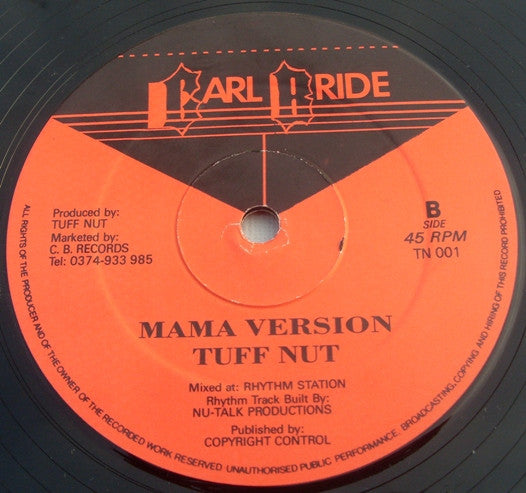 KARL BRIDE
Produced by:
TUFF NUT
Marketed by:
C. B. RECORDS
Tel: 0374-933 985
B
SIDE
45 RPM
TN 001
MAMA VERSION
TUFF NUT
Mixed at: RHYTHM STATION
Rhythm Track Built By:
NU-TALK PRODUCTIONS
Published by:
COPYRIGHT CONTROL
ALL RIGHTS OF THE PRODUCER AND OF THE OWNER OF THE RECORDED WORK RESERVED. UNAUTHORISED PUBLIC PERFORMANCE, BROADCASTING, COPYING AND HIRING OF THIS RECORD PROHIBITED